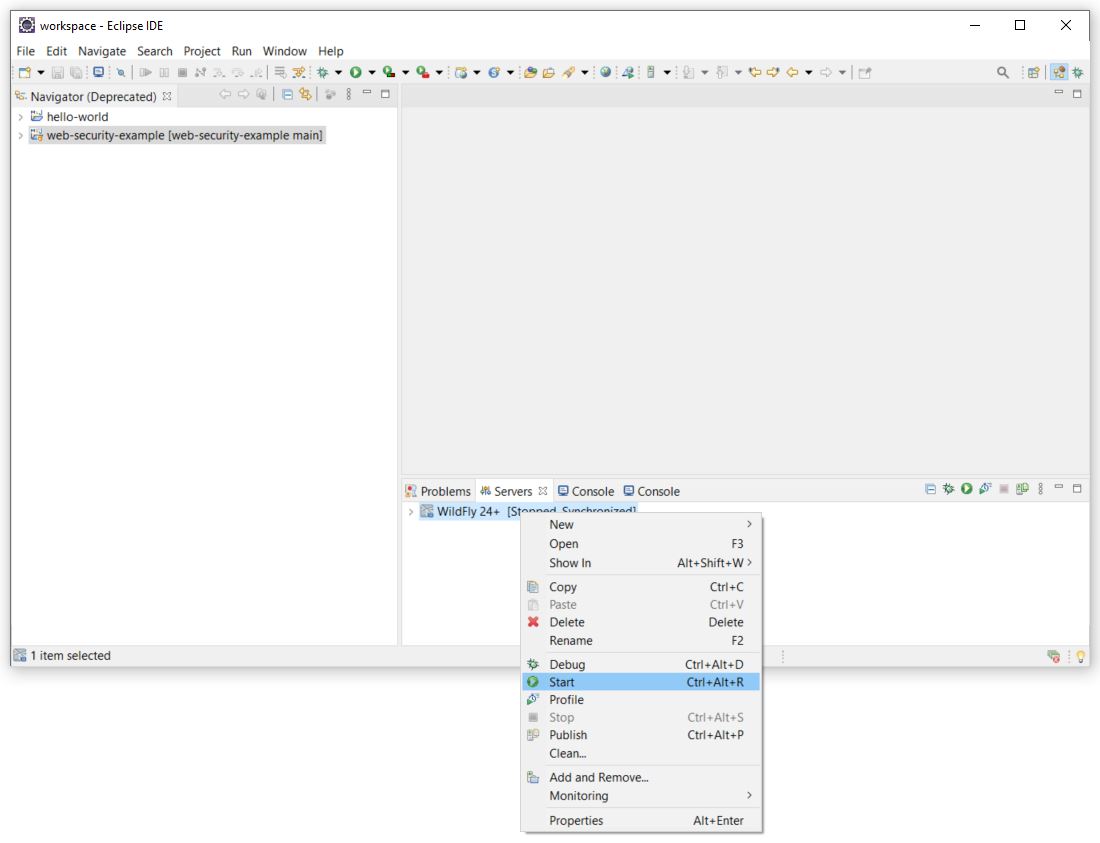 workspace - Eclipse IDE
File Edit Navigate Search Project Run Window Help
Navigator (Deprecated)
hello-world
web-security-example [web-security-example main]
Problems Servers Console Console
WildFly 24+ [Stopped, Synchronized]
New
Open F3
Show In Alt+Shift+W
Copy Ctrl+C
Paste Ctrl+V
Delete Delete
Rename F2
Debug Ctrl+Alt+D
Start Ctrl+Alt+R
Profile
Stop Ctrl+Alt+S
Publish Ctrl+Alt+P
Clean...
Add and Remove...
Monitoring
Properties Alt+Enter
1 item selected